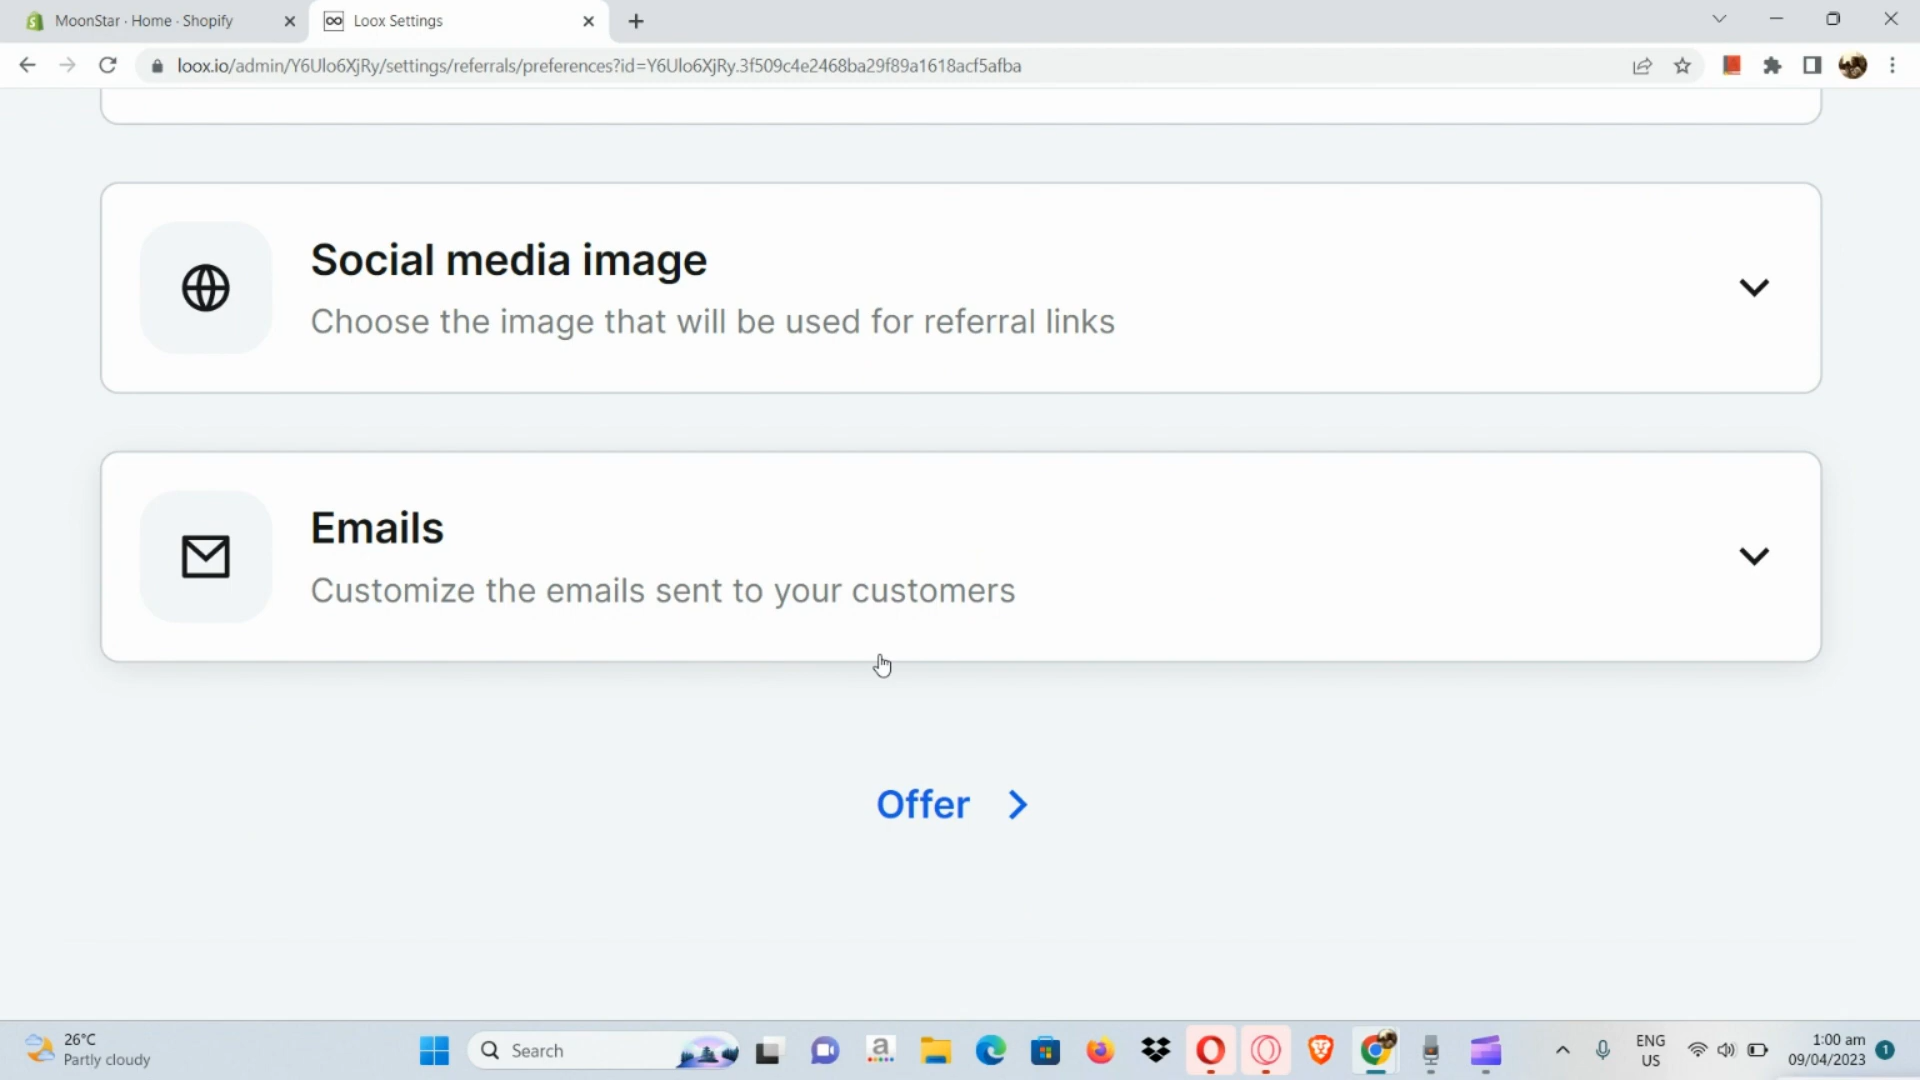 MoonStar · Home · Shopify
Loox Settings
loox.io/admin/Y6Ulo6XjRy/settings/referrals/preferences?id=Y6Ulo6XjRy.3f509c4e2468ba29f89a1618acf5afba
Social media image
Choose the image that will be used for referral links
Emails
Customize the emails sent to your customers
Offer
26°C
Partly cloudy
Search
ENG
US
1:00 am
09/04/2023
1